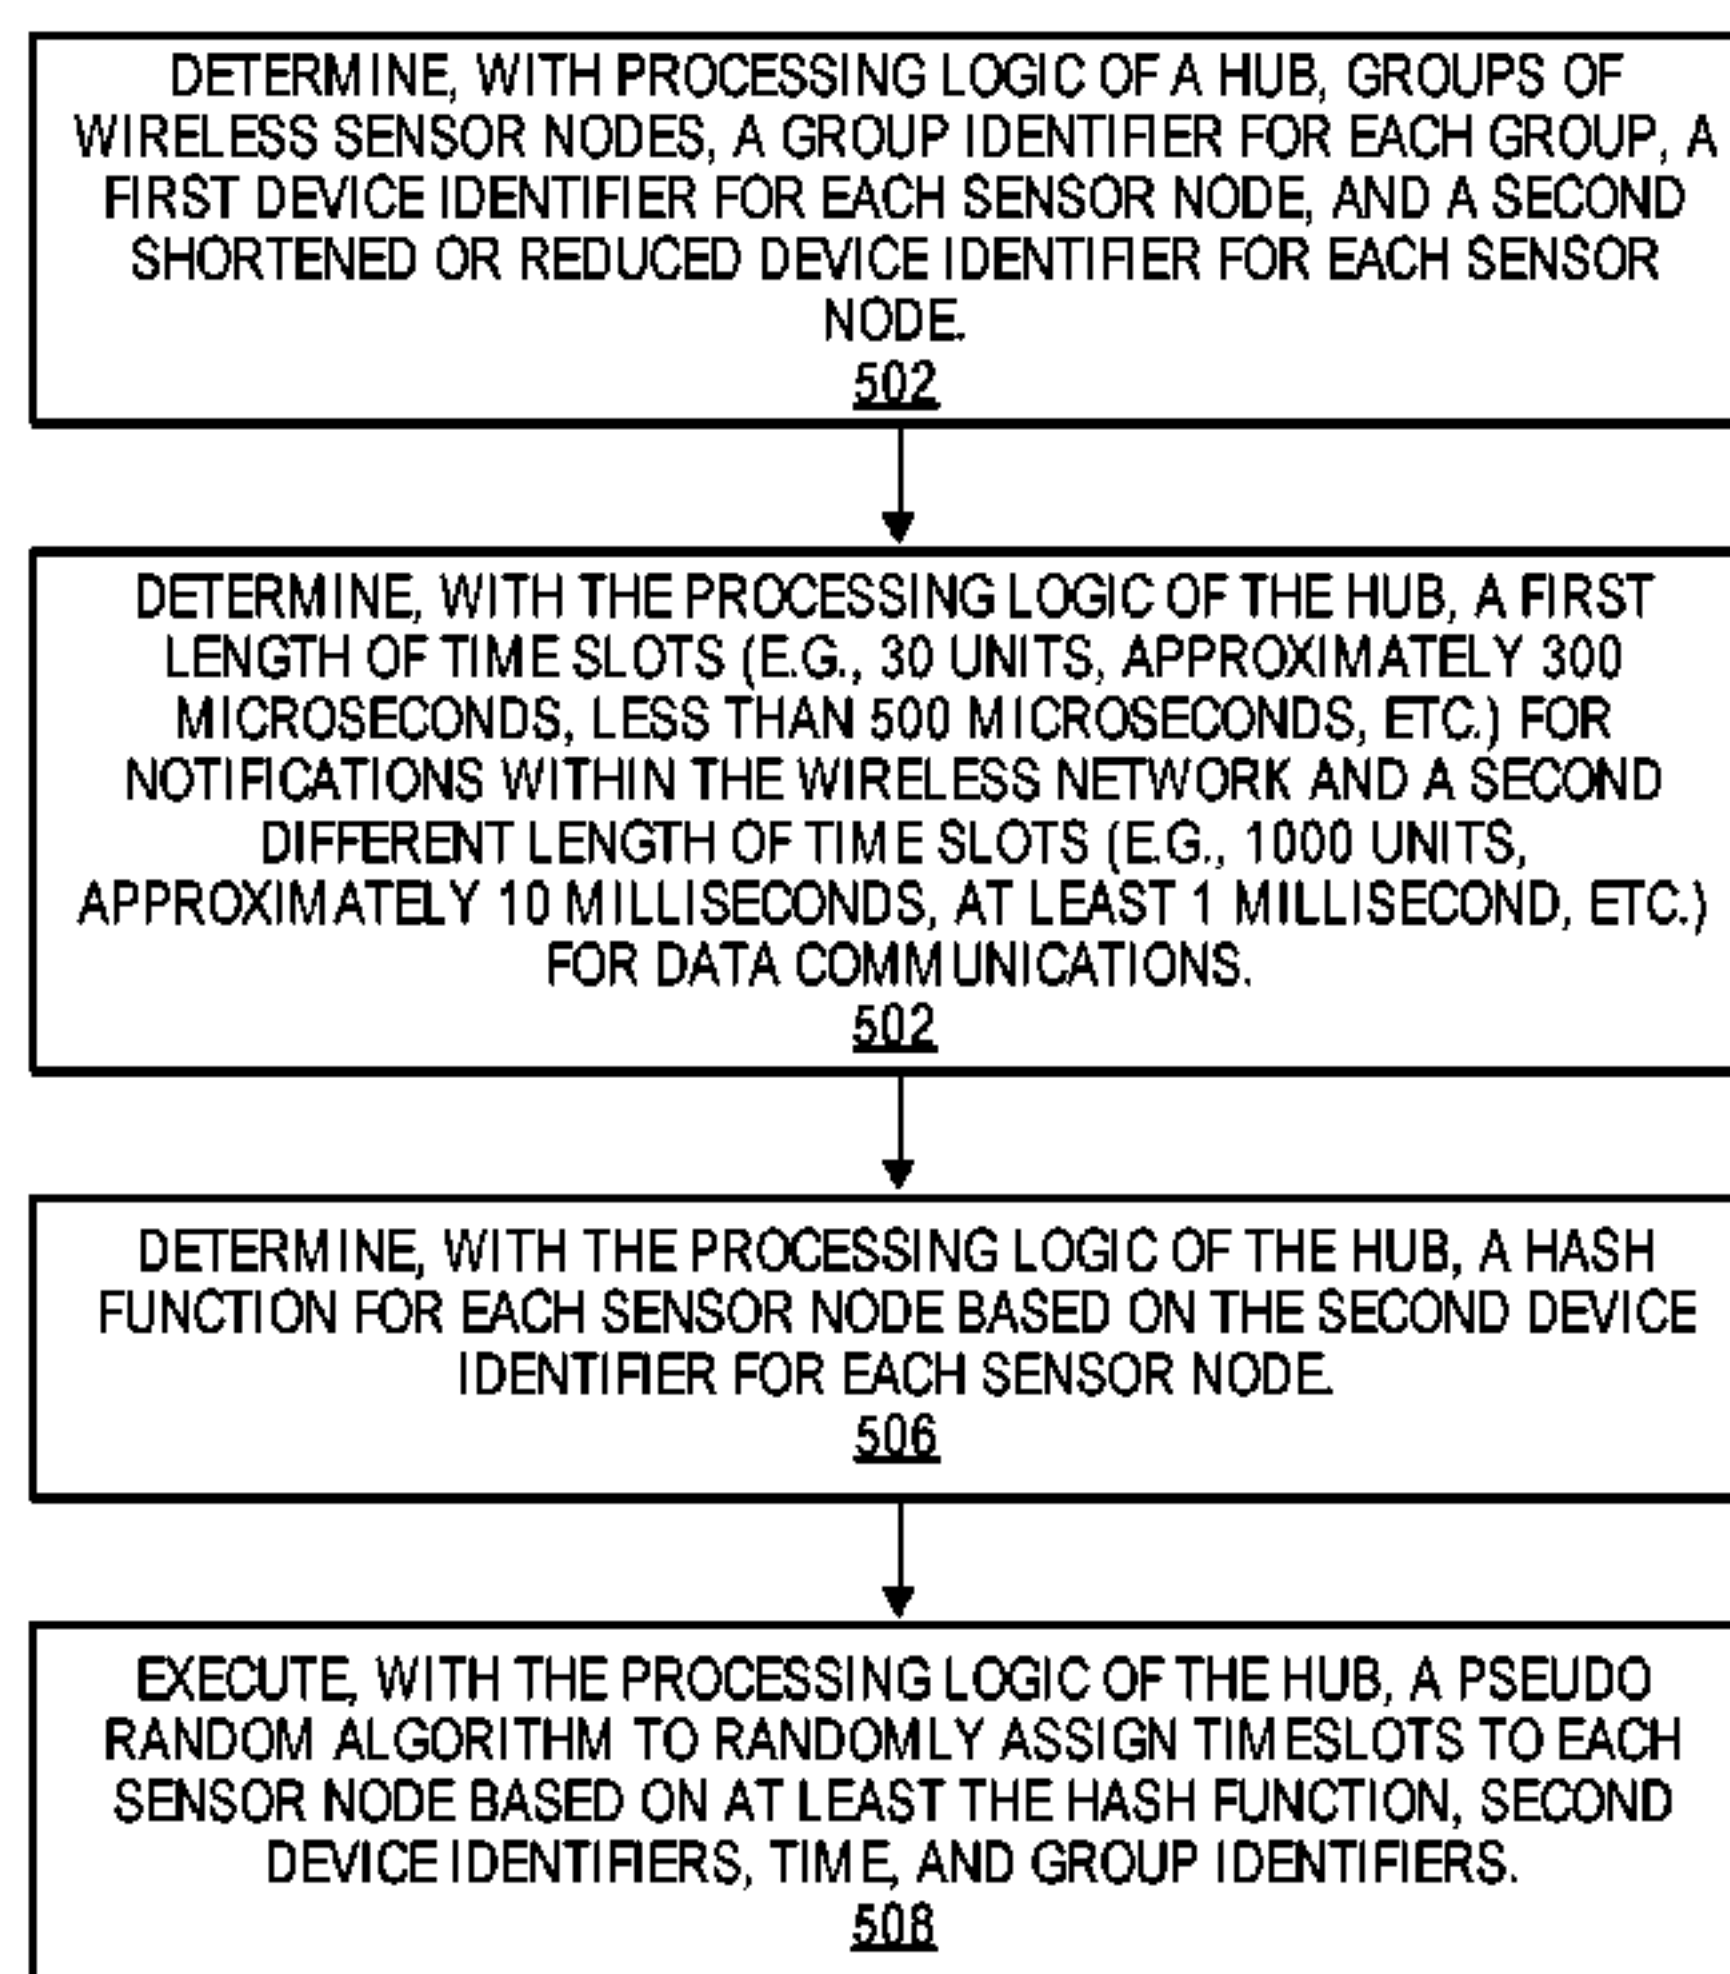 DETERMINE, WITH PROCESSING LOGIC OF A HUB, GROUPS OF
WIRELESS SENSOR NODES, A GROUP IDENTIFIER FOR EACH GROUP, A
FIRST DEVICE IDENTIFIER FOR EACH SENSOR NODE, AND A SECOND
SHORTENED OR REDUCED DEVICE IDENTIFIER FOR EACH SENSOR
NODE.
502
DETERMINE, WITH THE PROCESSING LOGIC OF THE HUB, A FIRST
LENGTH OF TIME SLOTS (E.G., 30 UNITS, APPROXIMATELY 300
MICROSECONDS, LESS THAN 500 MICROSECONDS, ETC.) FOR
NOTIFICATIONS WITHIN THE WIRELESS NETWORK AND A SECOND
DIFFERENT LENGTH OF TIME SLOTS (E.G., 1000 UNITS,
APPROXIMATELY 10 MILLISECONDS, AT LEAST 1 MILLISECOND, ETC.)
FOR DATA COMMUNICATIONS.
502
DETERMINE, WITH THE PROCESSING LOGIC OF THE HUB, A HASH
FUNCTION FOR EACH SENSOR NODE BASED ON THE SECOND DEVICE
IDENTIFIER FOR EACH SENSOR NODE.
506
EXECUTE, WITH THE PROCESSING LOGIC OF THE HUB, A PSEUDO
RANDOM ALGORITHM TO RANDOMLY ASSIGN TIMESLOTS TO EACH
SENSOR NODE BASED ON AT LEAST THE HASH FUNCTION, SECOND
DEVICE IDENTIFIERS, TIME, AND GROUP IDENTIFIERS.
508